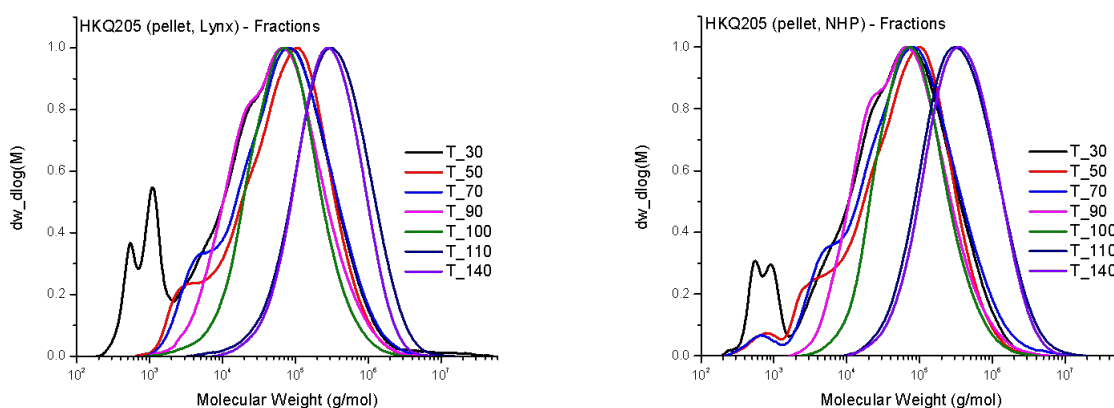 HKQ205 (pellet, Lynx) - Fractions
1.0
0.8
0.6
0.4
0.2
0.0
dw_dlog(M)
T_30
T_50
T_70
T_90
T_100
T_110
T_140
10² 10³ 10⁴ 10⁵ 10⁶ 10⁷
Molecular Weight (g/mol)
HKQ205 (pellet, NHP) - Fractions
1.0
0.8
0.6
0.4
0.2
0.0
dw_dlog(M)
T_30
T_50
T_70
T_90
T_100
T_110
T_140
10² 10³ 10⁴ 10⁵ 10⁶ 10⁷
Molecular Weight (g/mol)